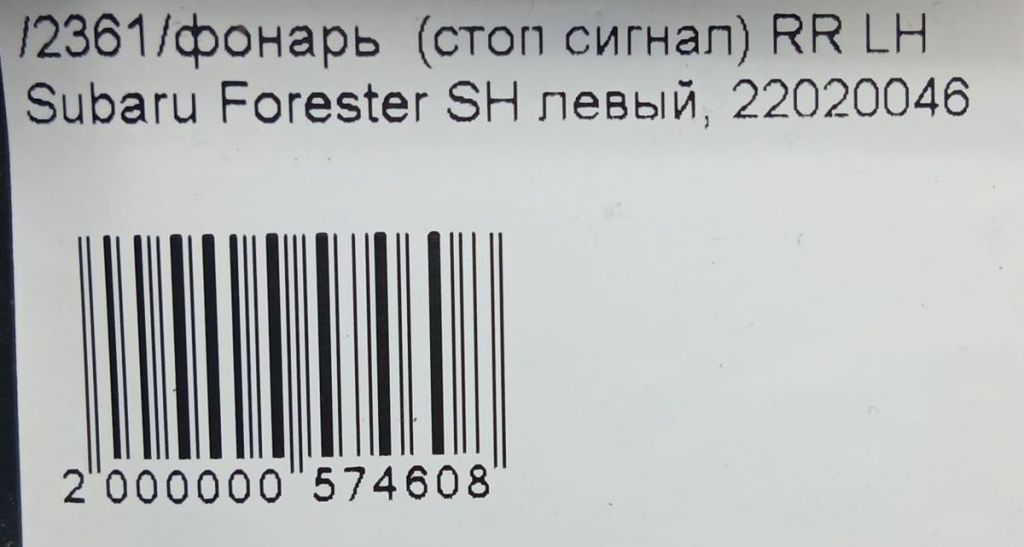 /2361/фонарь (стоп сигнал) RR LH
Subaru Forester SH левый, 22020046
2 000000 574608